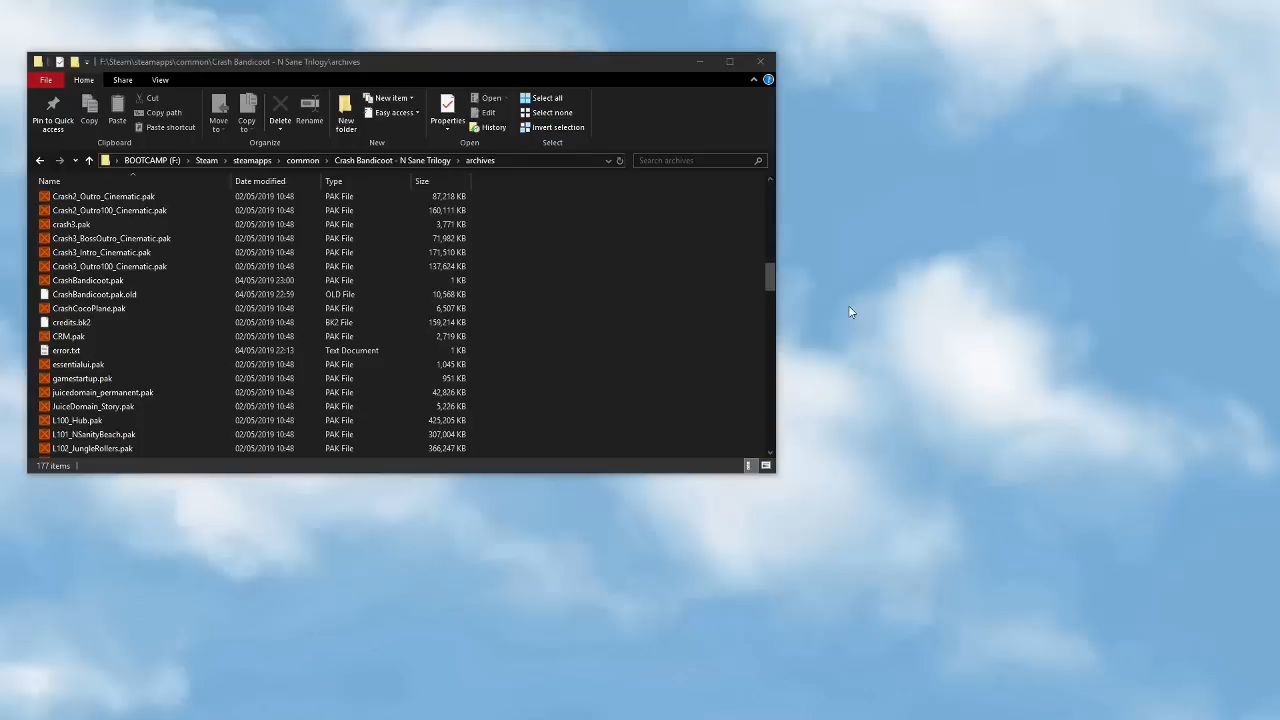 F:\Steam\steamapps\common\Crash Bandicoot - N Sane Trilogy\archives
File Home Share View
Pin to Quick access
Copy
Paste
Cut
Copy path
Paste shortcut
Clipboard
Move to
Copy to
Delete
Rename
Organize
New folder
New item
Easy access
New
Properties
Open
Edit
History
Open
Select all
Select none
Invert selection
Select
BOOTCAMP (F:) Steam steamapps common Crash Bandicoot - N Sane Trilogy archives Search archives
Name Date modified Type Size
Crash2_Outro_Cinematic.pak 02/05/2019 10:48 PAK File 87,218 KB
Crash2_Outro100_Cinematic.pak 02/05/2019 10:48 PAK File 160,111 KB
crash3.pak 02/05/2019 10:48 PAK File 3,771 KB
Crash3_BossOutro_Cinematic.pak 02/05/2019 10:48 PAK File 71,982 KB
Crash3_Intro_Cinematic.pak 02/05/2019 10:48 PAK File 171,510 KB
Crash3_Outro100_Cinematic.pak 02/05/2019 10:48 PAK File 137,624 KB
CrashBandicoot.pak 04/05/2019 23:00 PAK File 1 KB
CrashBandicoot.pak.old 04/05/2019 22:59 OLD File 10,568 KB
CrashCocoPlane.pak 02/05/2019 10:48 PAK File 6,507 KB
credits.bk2 02/05/2019 10:48 BK2 File 159,214 KB
CRM.pak 02/05/2019 10:48 PAK File 2,719 KB
error.txt 04/05/2019 22:13 Text Document 1 KB
essentialui.pak 02/05/2019 10:48 PAK File 1,045 KB
gamestartup.pak 02/05/2019 10:48 PAK File 951 KB
juicedomain_permanent.pak 02/05/2019 10:48 PAK File 42,826 KB
JuiceDomain_Story.pak 02/05/2019 10:48 PAK File 5,226 KB
L100_Hub.pak 02/05/2019 10:48 PAK File 425,205 KB
L101_NSanityBeach.pak 02/05/2019 10:48 PAK File 307,004 KB
L102_JungleRollers.pak 02/05/2019 10:48 PAK File 366,247 KB
177 items